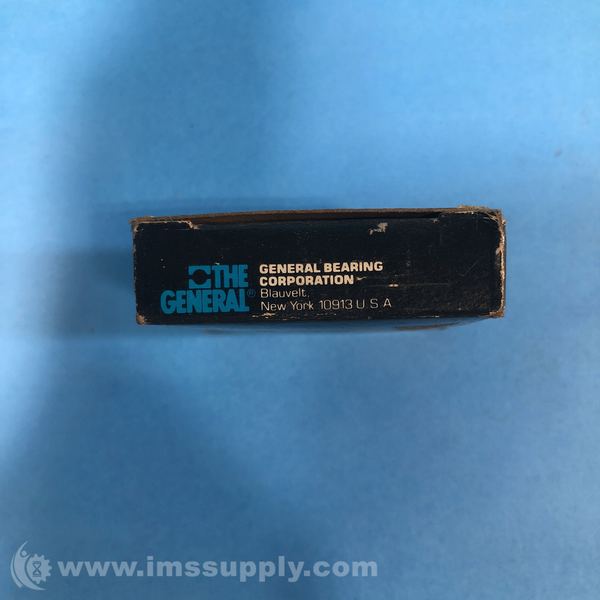 THE
GENERAL®
GENERAL BEARING
CORPORATION
Blauvelt,
New York 10913 U S A
www.imssupply.com